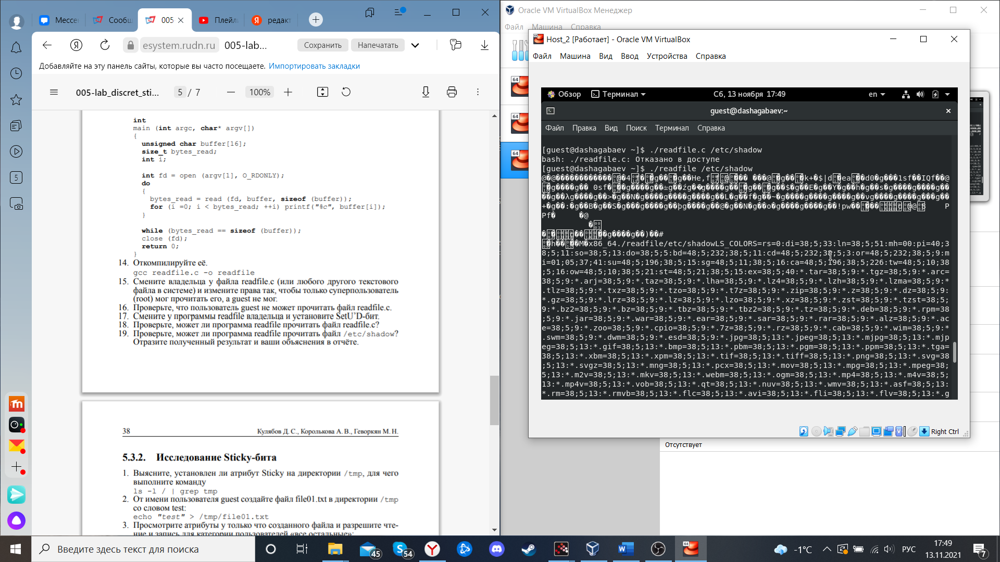 Мессе
Сообщ
005
Плейл
редакт
esystem.rudn.ru
005-lab...
Сохранить
Напечатать
Добавляйте на эту панель сайты, которые вы часто посещаете. Импортировать закладки
005-lab_discret_sti...
5 / 7
100%
int
main (int argc, char* argv[])
{
unsigned char buffer[16];
size_t bytes_read;
int i;
int fd = open (argv[1], O_RDONLY);
do
{
bytes_read = read (fd, buffer, sizeof (buffer));
for (i =0; i < bytes_read; ++i) printf("%c", buffer[i]);
}
while (bytes_read == sizeof (buffer));
close (fd);
return 0;
}
14. Откомпилируйте её.
gcc readfile.c -o readfile
15. Смените владельца у файла readfile.c (или любого другого текстового
файла в системе) и измените права так, чтобы только суперпользователь
(root) мог прочитать его, a guest не мог.
16. Проверьте, что пользователь guest не может прочитать файл readfile.c.
17. Смените у программы readfile владельца и установите SetU'D-бит.
18. Проверьте, может ли программа readfile прочитать файл readfile.c?
19. Проверьте, может ли программа readfile прочитать файл /etc/shadow?
Отразите полученный результат и ваши объяснения в отчёте.
38
Кулябов Д. С., Королькова А. В., Геворкян М. Н.
5.3.2. Исследование Sticky-бита
1. Выясните, установлен ли атрибут Sticky на директории /tmp, для чего
выполните команду
ls -l / | grep tmp
2. От имени пользователя guest создайте файл file01.txt в директории /tmp
со словом test:
echo "test" > /tmp/file01.txt
3. Просмотрите атрибуты у только что созданного файла и разрешите чте-
ние и запись для категории пользователей «все остальные»:
Oracle VM VirtualBox Менеджер
Файл Машина Справка
Host_2 [Работает] - Oracle VM VirtualBox
Файл Машина Вид Ввод Устройства Справка
Обзор
Терминал
Сб, 13 ноября 17:49
en
guest@dashagabaev:~
Файл Правка Вид Поиск Терминал Справка
[guest@dashagabaev ~]$ ./readfile.c /etc/shadow
bash: ./readfile.c: Отказано в доступе
[guest@dashagabaev ~]$ ./readfile /etc/shadow
x86_64./readfile/etc/shadowLS_COLORS=rs=0:di=38;5;33:ln=38;5;51:mh=00:pi=40;3
8;5;11:so=38;5;13:do=38;5;5:bd=48;5;232;38;5;11:cd=48;5;232;38;5;3:or=48;5;232;38;5;9:m
i=01;05;37;41:su=48;5;196;38;5;15:sg=48;5;11;38;5;16:ca=48;5;196;38;5;226:tw=48;5;10;38
;5;16:ow=48;5;10;38;5;21:st=48;5;21;38;5;15:ex=38;5;40:*.tar=38;5;9:*.tgz=38;5;9:*.arc=
38;5;9:*.arj=38;5;9:*.taz=38;5;9:*.lha=38;5;9:*.lz4=38;5;9:*.lzh=38;5;9:*.lzma=38;5;9:*
.tlz=38;5;9:*.txz=38;5;9:*.tzo=38;5;9:*.t7z=38;5;9:*.zip=38;5;9:*.z=38;5;9:*.dz=38;5;9:
*.gz=38;5;9:*.lrz=38;5;9:*.lz=38;5;9:*.lzo=38;5;9:*.xz=38;5;9:*.zst=38;5;9:*.tzst=38;5;
9:*.bz2=38;5;9:*.bz=38;5;9:*.tbz=38;5;9:*.tbz2=38;5;9:*.tz=38;5;9:*.deb=38;5;9:*.rpm=38
;5;9:*.jar=38;5;9:*.war=38;5;9:*.ear=38;5;9:*.sar=38;5;9:*.rar=38;5;9:*.alz=38;5;9:*.ac
e=38;5;9:*.zoo=38;5;9:*.cpio=38;5;9:*.7z=38;5;9:*.rz=38;5;9:*.cab=38;5;9:*.wim=38;5;9:*
.swm=38;5;9:*.dwm=38;5;9:*.esd=38;5;9:*.jpg=38;5;13:*.jpeg=38;5;13:*.mjpg=38;5;13:*.mjp
eg=38;5;13:*.gif=38;5;13:*.bmp=38;5;13:*.pbm=38;5;13:*.pgm=38;5;13:*.ppm=38;5;13:*.tga=
38;5;13:*.xbm=38;5;13:*.xpm=38;5;13:*.tif=38;5;13:*.tiff=38;5;13:*.png=38;5;13:*.svg=38
;5;13:*.svgz=38;5;13:*.mng=38;5;13:*.pcx=38;5;13:*.mov=38;5;13:*.mpg=38;5;13:*.mpeg=38;
5;13:*.m2v=38;5;13:*.mkv=38;5;13:*.webm=38;5;13:*.ogm=38;5;13:*.mp4=38;5;13:*.m4v=38;5;
13:*.mp4v=38;5;13:*.vob=38;5;13:*.qt=38;5;13:*.nuv=38;5;13:*.wmv=38;5;13:*.asf=38;5;13:
*.rm=38;5;13:*.rmvb=38;5;13:*.flc=38;5;13:*.avi=38;5;13:*.fli=38;5;13:*.flv=38;5;13:*.g
Right Ctrl
Отсутствует
Введите здесь текст для поиска
45
54
-1°C
РУС
17:49
13.11.2021
7